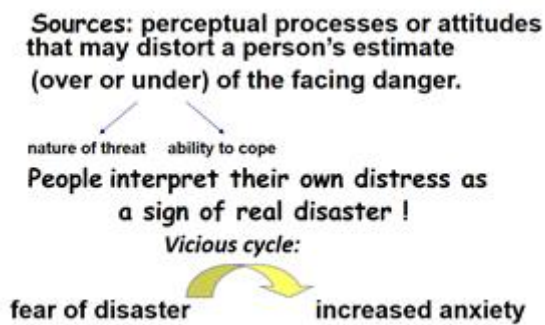 Sources: perceptual processes or attitudes
that may distort a person's estimate
(over or under) of the facing danger.
nature of threat ability to cope
People interpret their own distress as
a sign of real disaster !
Vicious cycle:
fear of disaster increased anxiety